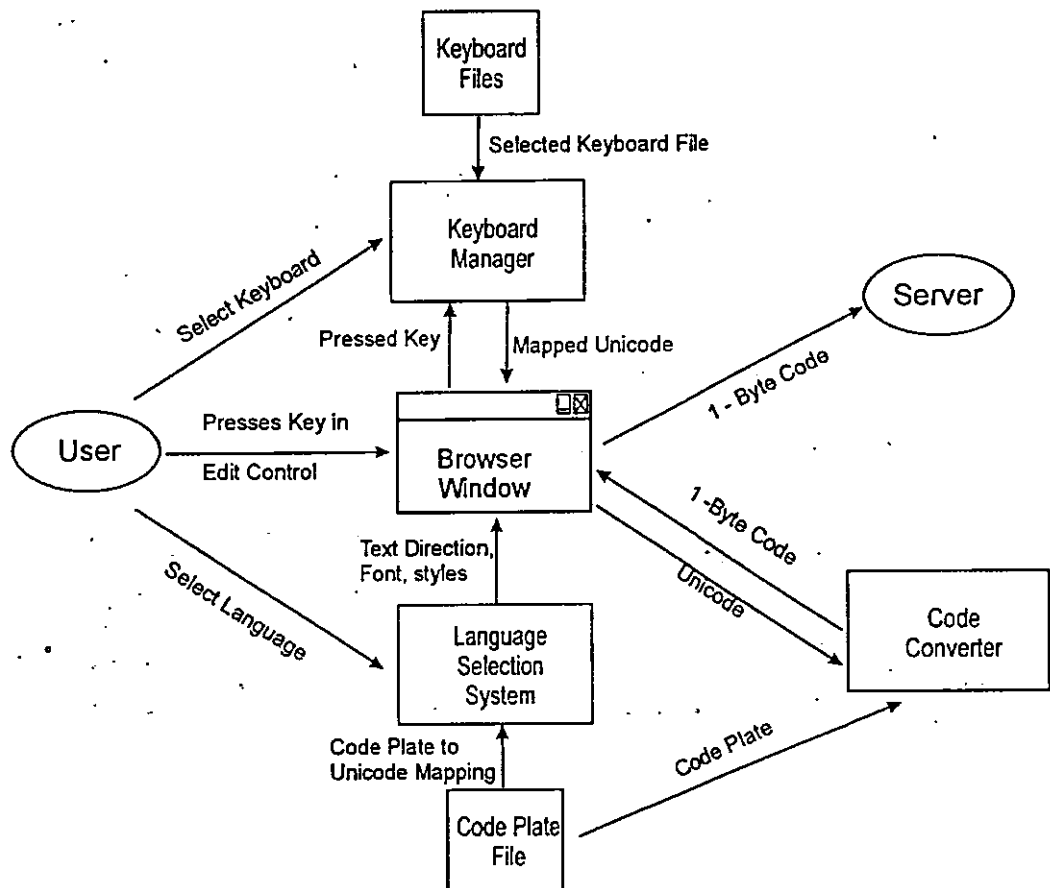 Keyboard
Files
Selected Keyboard File
Keyboard
Manager
Select Keyboard
Pressed Key
Mapped Unicode
Server
1 - Byte Code
User
Presses Key in
Edit Control
Browser
Window
1 -Byte Code
Unicode
Text Direction,
Font, styles
Select Language
Language
Selection
System
Code
Converter
Code Plate to
Unicode Mapping
Code Plate
Code Plate
File